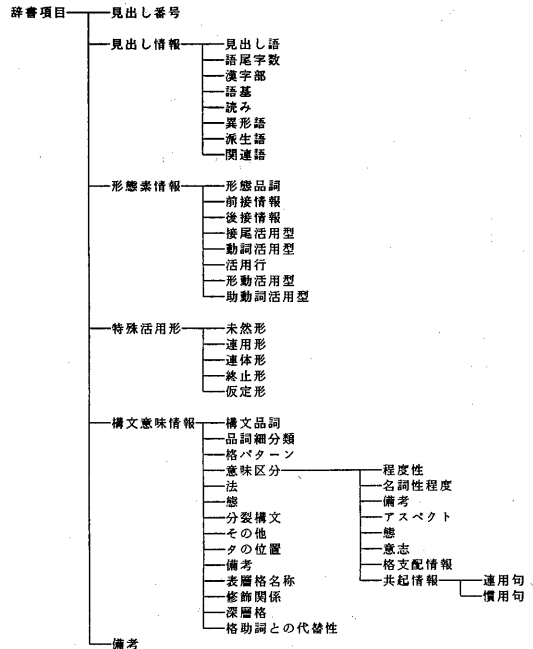 辞書項目 見出し番号
見出し情報 見出し語
語尾字数
漢字部
語基
読み
異形語
派生語
関連語
形態素情報 形態品詞
前接情報
後接情報
接尾活用型
動詞活用型
活用行
形動活用型
助動詞活用型
特殊活用形 未然形
連用形
連体形
終止形
仮定形
構文意味情報 構文品詞
品詞細分類
格パターン
意味区分 程度性
法 名詞性程度
態 備考
分裂構文 アスペクト
その他 態
タの位置 意志
備考 格支配情報
表層格名称 共起情報 連用句
修飾関係 慣用句
深層格
格助詞との代替性
備考